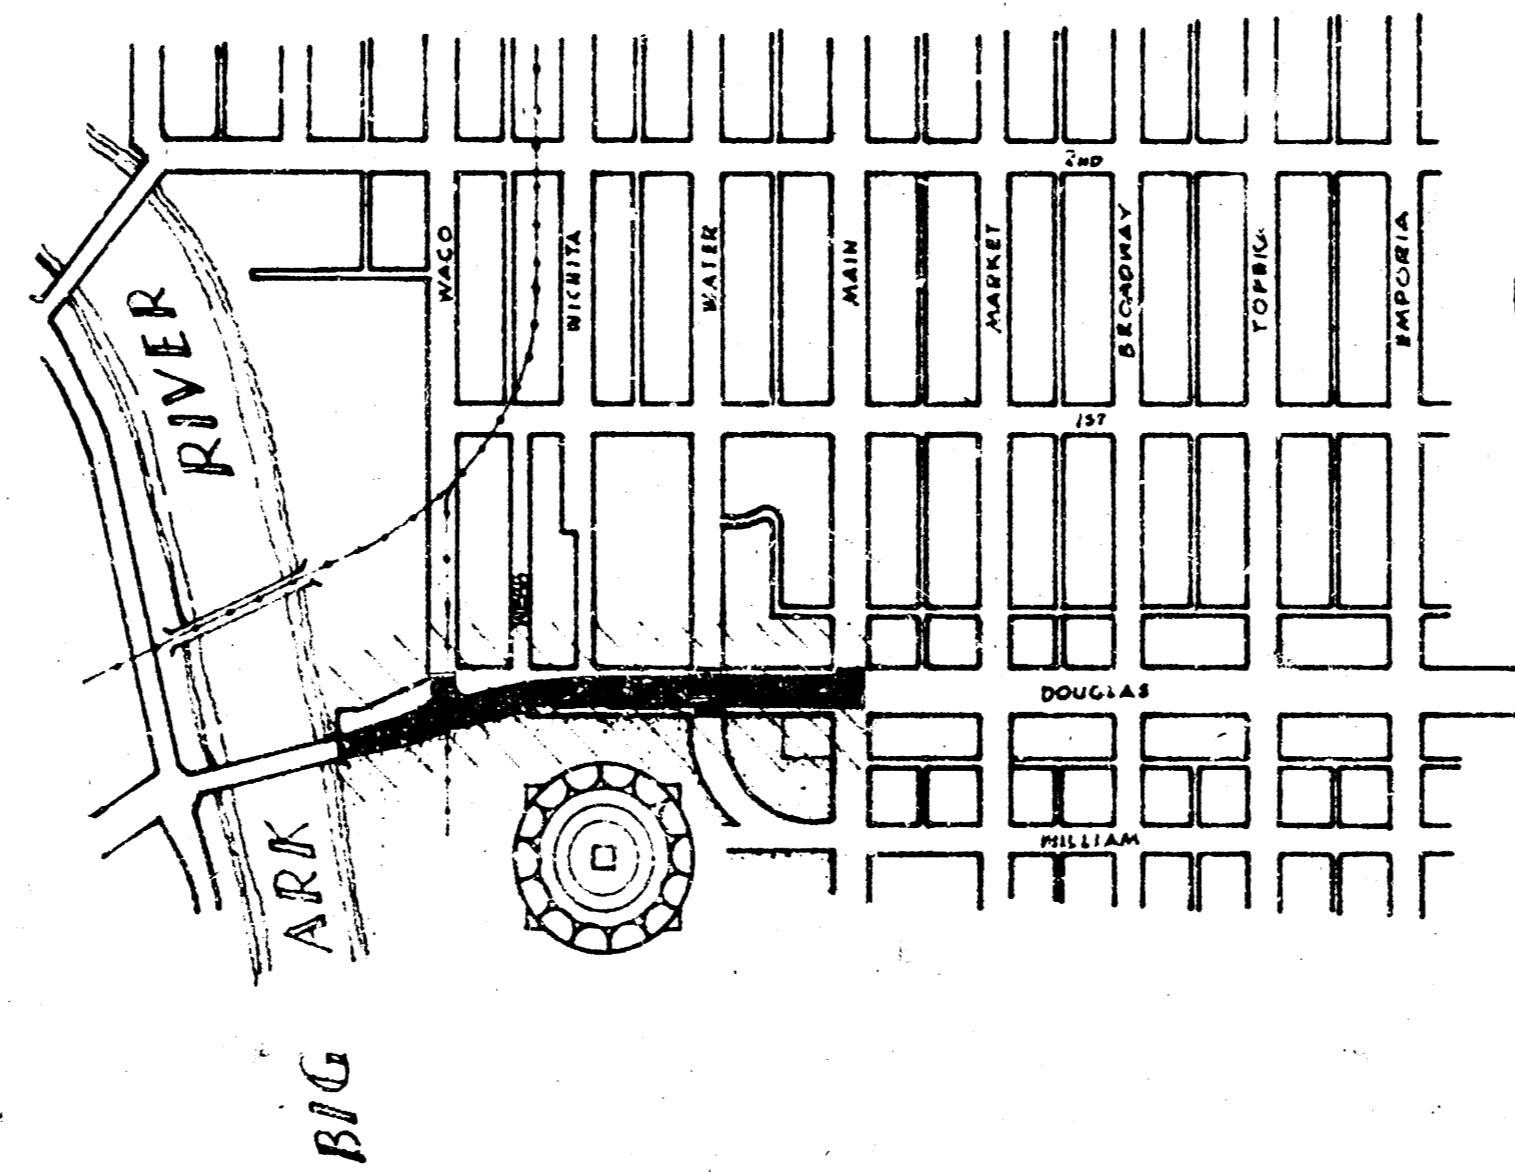 2ND
WACO
WICHITA
WATER
MAIN
MARKET
BROADWAY
TOPEKA
EMPORIA
1ST
DOUGLAS
WILLIAM
BIG ARK RIVER